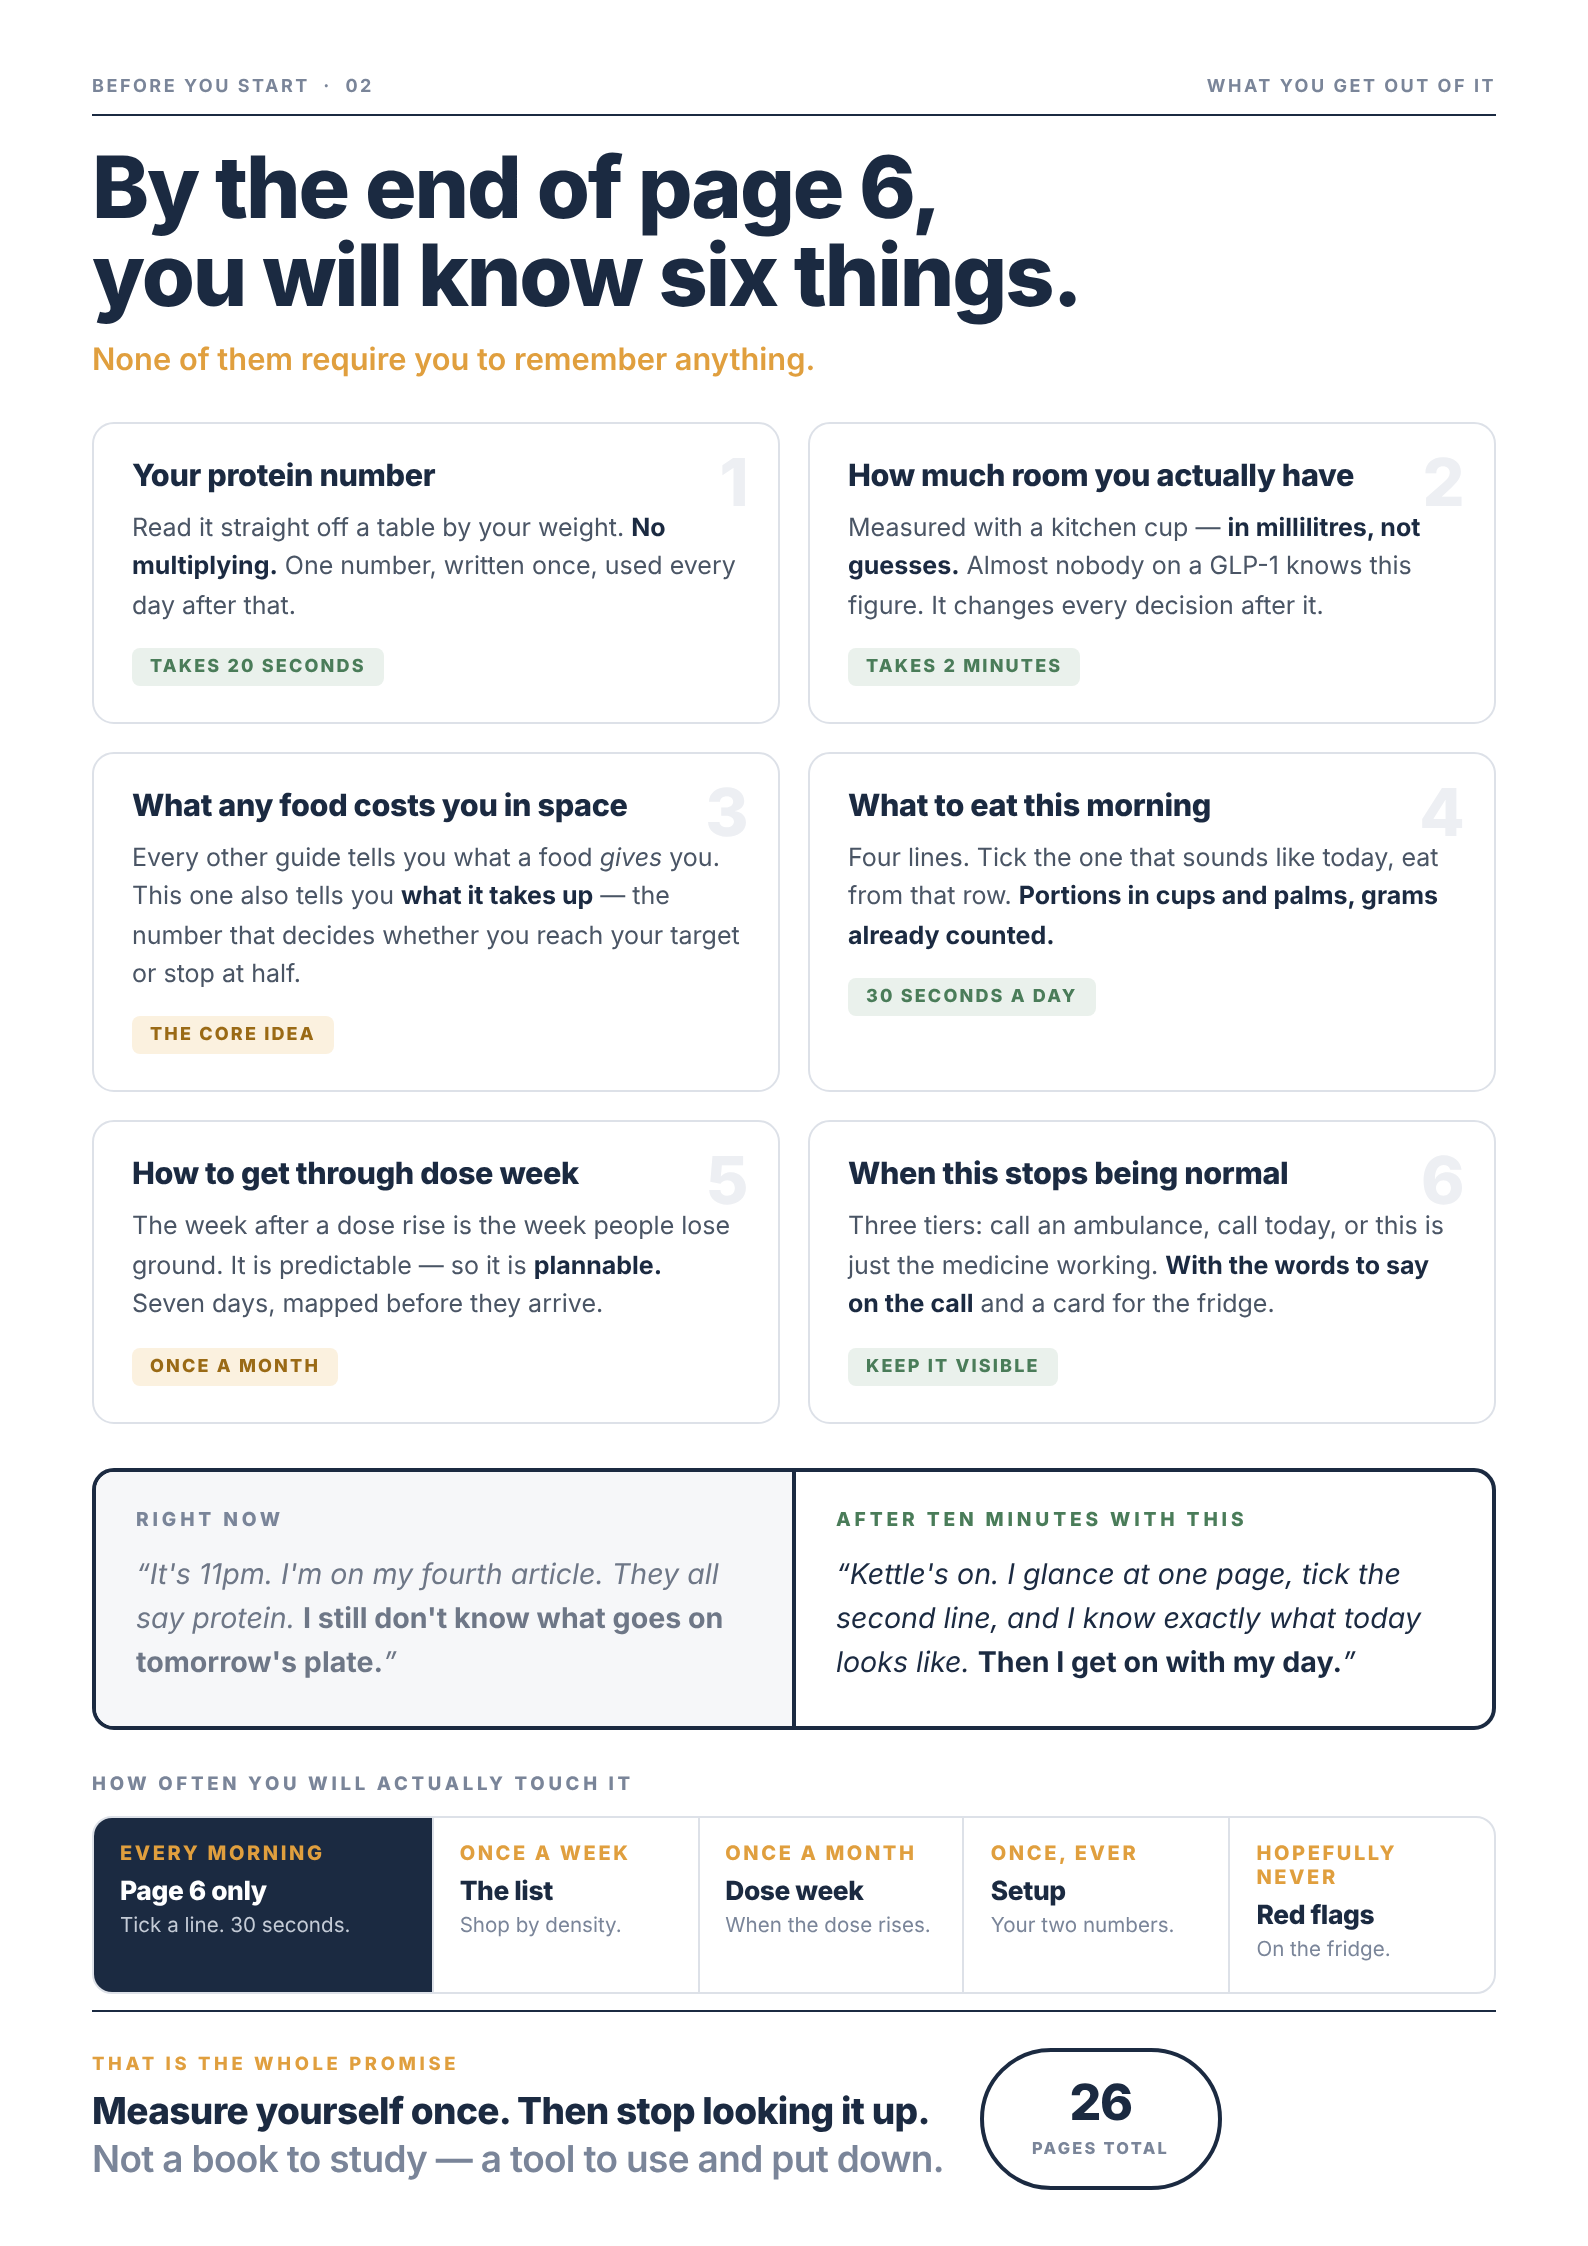 BEFORE YOU START · 02
WHAT YOU GET OUT OF IT
By the end of page 6,
you will know six things.
None of them require you to remember anything.
1
Your protein number
Read it straight off a table by your weight. No
multiplying. One number, written once, used every
day after that.
TAKES 20 SECONDS
2
How much room you actually have
Measured with a kitchen cup — in millilitres, not
guesses. Almost nobody on a GLP-1 knows this
figure. It changes every decision after it.
TAKES 2 MINUTES
3
What any food costs you in space
Every other guide tells you what a food gives you.
This one also tells you what it takes up — the
number that decides whether you reach your target
or stop at half.
THE CORE IDEA
4
What to eat this morning
Four lines. Tick the one that sounds like today, eat
from that row. Portions in cups and palms, grams
already counted.
30 SECONDS A DAY
5
How to get through dose week
The week after a dose rise is the week people lose
ground. It is predictable — so it is plannable.
Seven days, mapped before they arrive.
ONCE A MONTH
6
When this stops being normal
Three tiers: call an ambulance, call today, or this is
just the medicine working. With the words to say
on the call and a card for the fridge.
KEEP IT VISIBLE
RIGHT NOW
“It's 11pm. I'm on my fourth article. They all
say protein. I still don't know what goes on
tomorrow's plate.”
AFTER TEN MINUTES WITH THIS
“Kettle's on. I glance at one page, tick the
second line, and I know exactly what today
looks like. Then I get on with my day.”
HOW OFTEN YOU WILL ACTUALLY TOUCH IT
EVERY MORNING
Page 6 only
Tick a line. 30 seconds.
ONCE A WEEK
The list
Shop by density.
ONCE A MONTH
Dose week
When the dose rises.
ONCE, EVER
Setup
Your two numbers.
HOPEFULLY
NEVER
Red flags
On the fridge.
THAT IS THE WHOLE PROMISE
Measure yourself once. Then stop looking it up.
Not a book to study — a tool to use and put down.
26
PAGES TOTAL